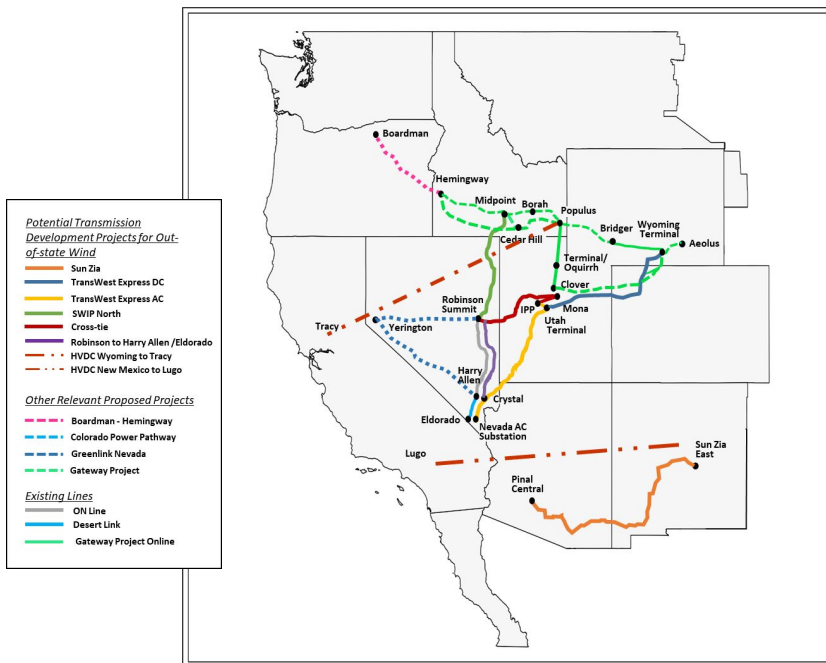 Potential Transmission
Development Projects for Out-
of-state Wind
Sun Zia
TransWest Express DC
TransWest Express AC
SWIP North
Cross-tie
Robinson to Harry Allen /Eldorado
HVDC Wyoming to Tracy
HVDC New Mexico to Lugo
Other Relevant Proposed Projects
Boardman - Hemingway
Colorado Power Pathway
Greenlink Nevada
Gateway Project
Existing Lines
ON Line
Desert Link
Gateway Project Online
Boardman
Hemingway
Midpoint
Borah
Populus
Cedar Hill
Bridger
Wyoming
Terminal
Aeolus
Terminal/
Oquirrh
Clover
Mona
IPP
Utah
Terminal
Robinson
Summit
Tracy
Yerington
Harry
Allen
Crystal
Eldorado
Nevada AC
Substation
Lugo
Sun Zia
East
Pinal
Central